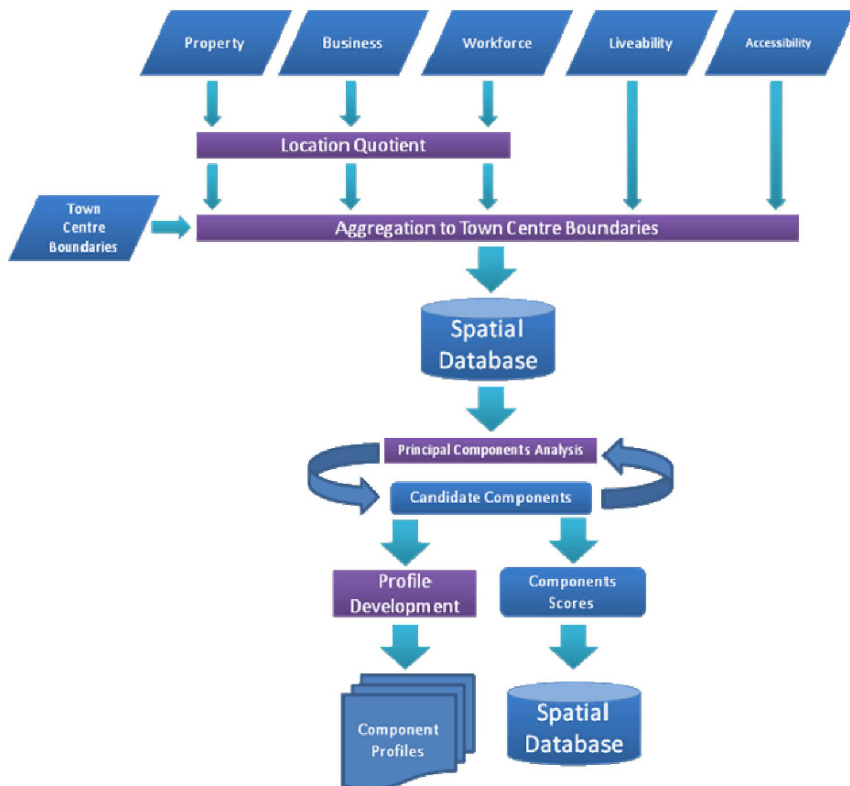 Property
Business
Workforce
Liveability
Accessibility
Location Quotient
Town
Centre
Boundaries
Aggregation to Town Centre Boundaries
Spatial
Database
Principal Components Analysis
Candidate Components
Profile
Development
Components
Scores
Component
Profiles
Spatial
Database